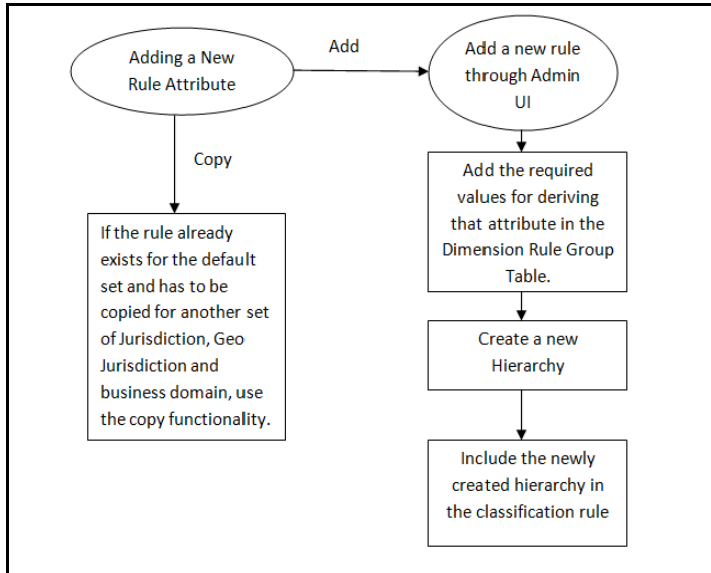 Adding a New
Rule Attribute
Add
Add a new rule
through Admin
UI
Copy
If the rule already
exists for the default
set and has to be
copied for another set
of Jurisdiction, Geo
Jurisdiction and
business domain, use
the copy functionality.
Add the required
values for deriving
that attribute in the
Dimension Rule Group
Table.
Create a new
Hierarchy
Include the newly
created hierarchy in
the classification rule